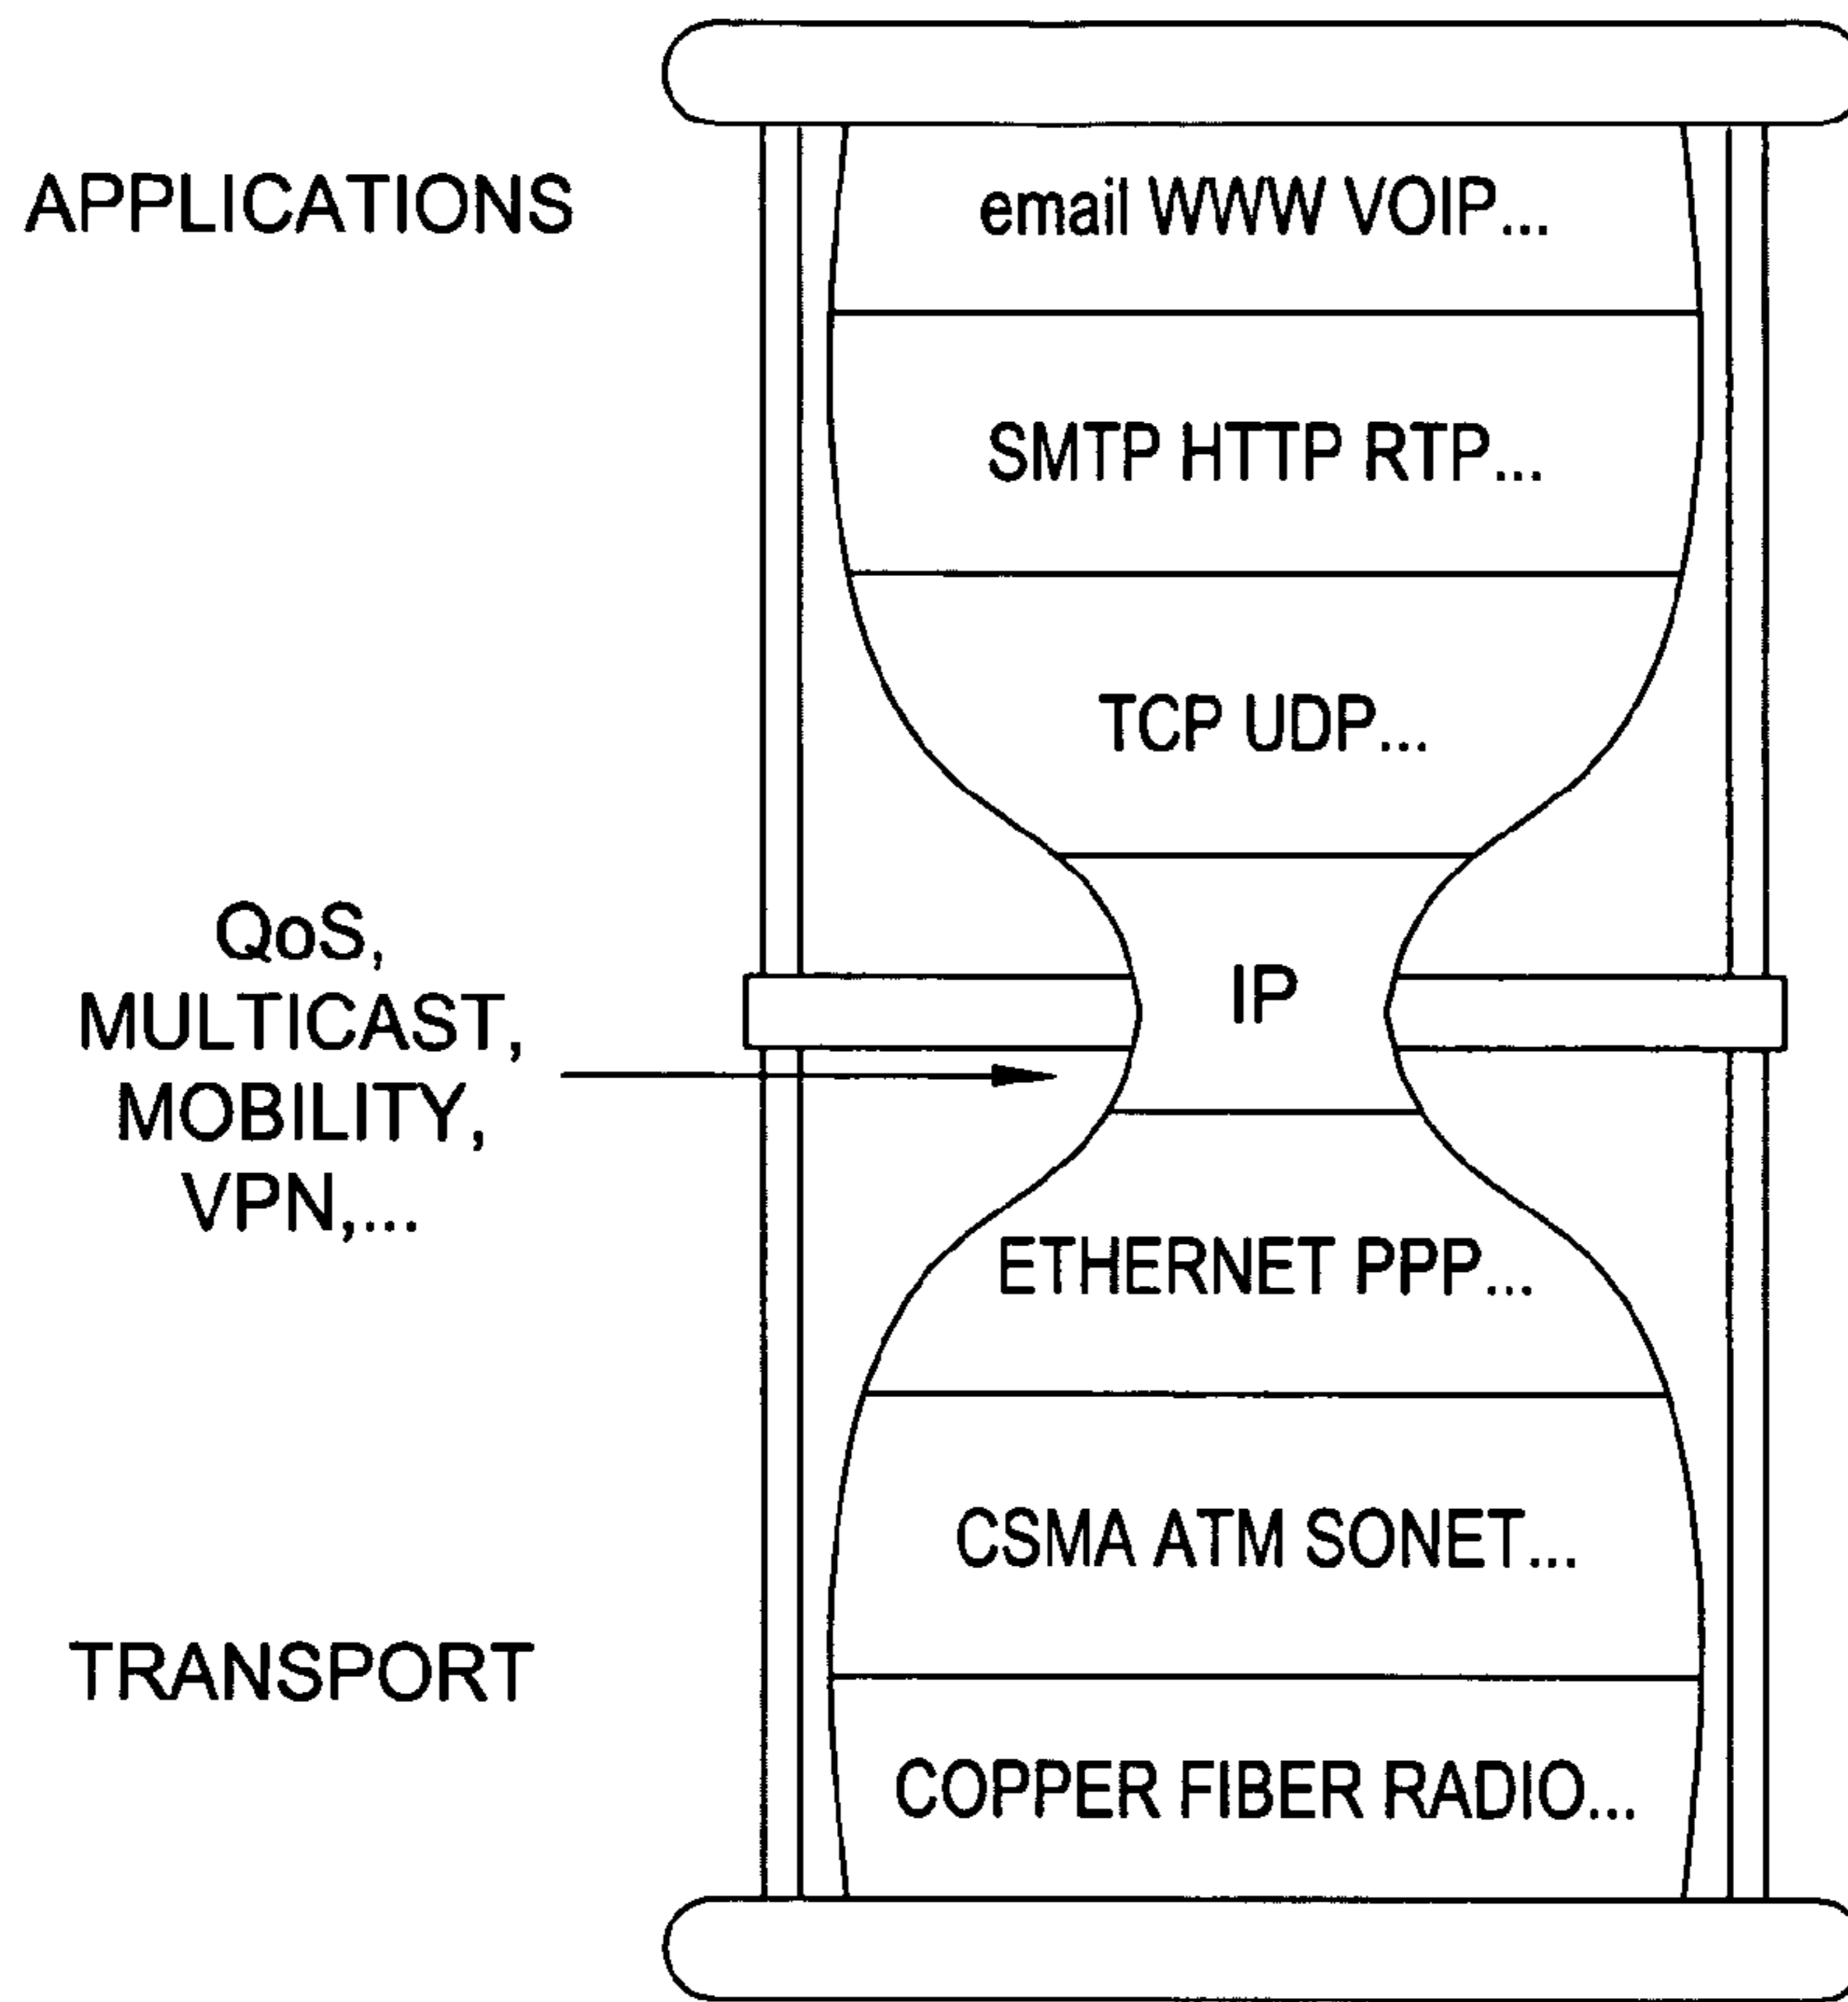 APPLICATIONS
email WWW VOIP...
SMTP HTTP RTP...
TCP UDP...
QoS,
MULTICAST,
MOBILITY,
VPN,...
IP
ETHERNET PPP...
CSMA ATM SONET...
TRANSPORT
COPPER FIBER RADIO...